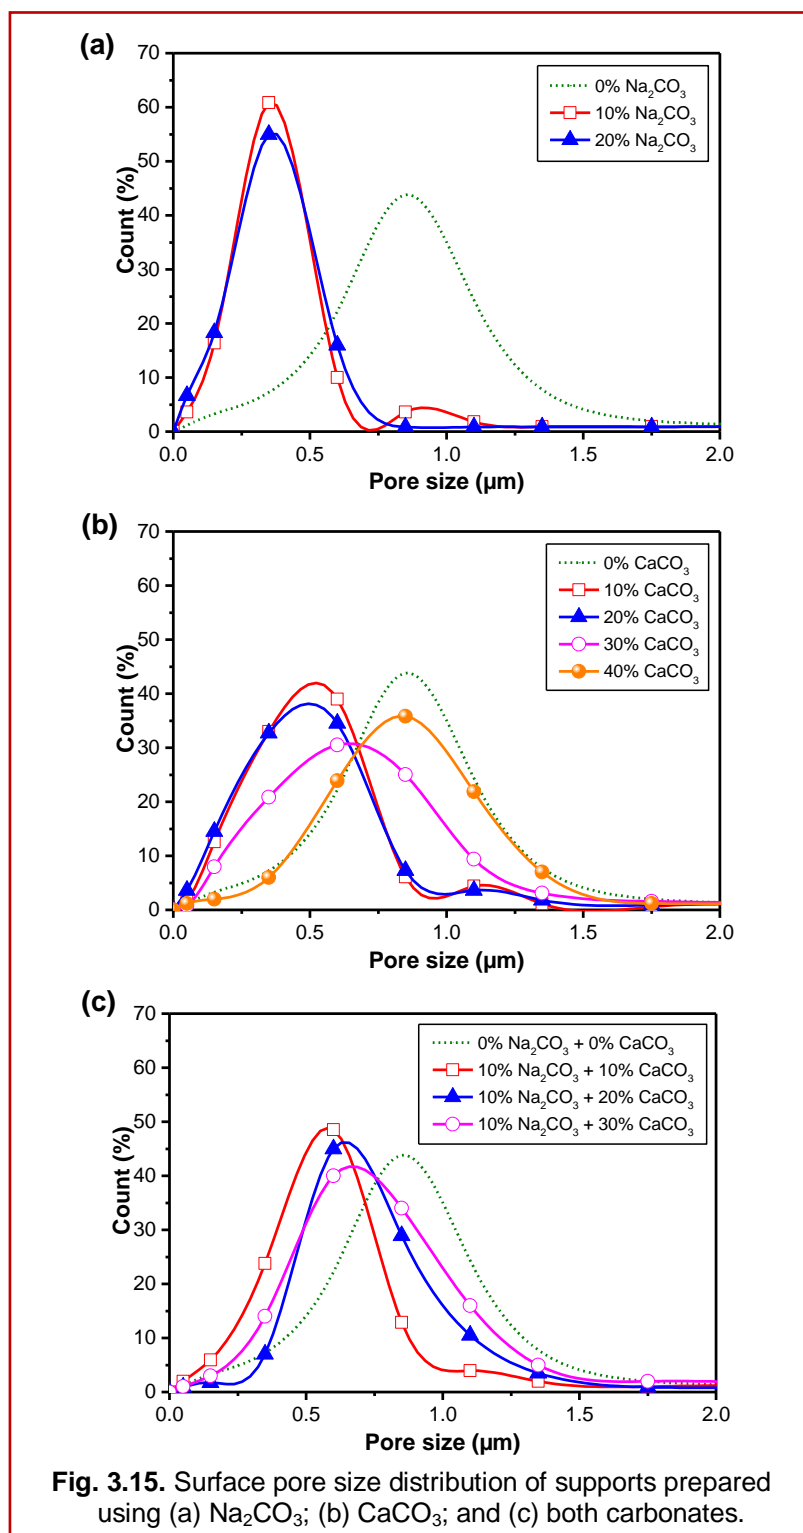 (a)
70
60
50
40
30
20
10
0
Count (%)
0% Na₂CO₃
10% Na₂CO₃
20% Na₂CO₃
0.0 0.5 1.0 1.5 2.0
Pore size (µm)
(b)
70
60
50
40
30
20
10
0
Count (%)
0% CaCO₃
10% CaCO₃
20% CaCO₃
30% CaCO₃
40% CaCO₃
0.0 0.5 1.0 1.5 2.0
Pore size (µm)
(c)
70
60
50
40
30
20
10
0
Count (%)
0% Na₂CO₃ + 0% CaCO₃
10% Na₂CO₃ + 10% CaCO₃
10% Na₂CO₃ + 20% CaCO₃
10% Na₂CO₃ + 30% CaCO₃
0.0 0.5 1.0 1.5 2.0
Pore size (µm)
Fig. 3.15. Surface pore size distribution of supports prepared
using (a) Na₂CO₃; (b) CaCO₃; and (c) both carbonates.